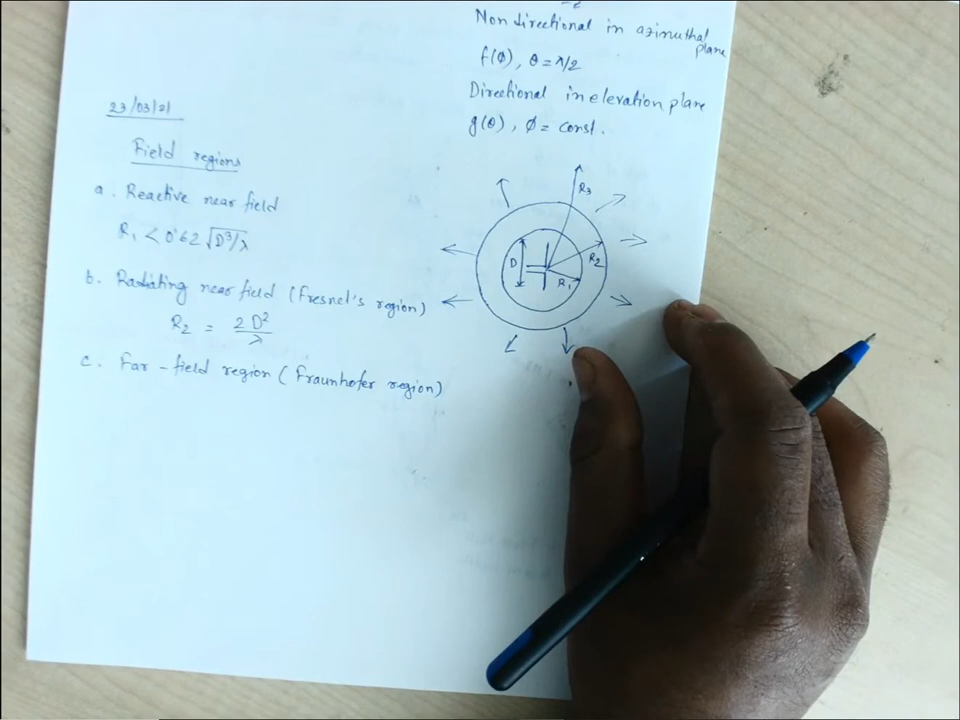 Non directional in azimuthal plane
f(ϕ), θ = π/2
Directional in elevation plane
g(θ), ϕ = const.
23/03/21
Field regions
a. Reactive near field
R₁ < 0.62 √D³/λ
b. Radiating near field (Fresnel's region)
R₂ = 2D²/λ
c. Far-field region (Fraunhofer region)
R₃
R₂
D
R₁